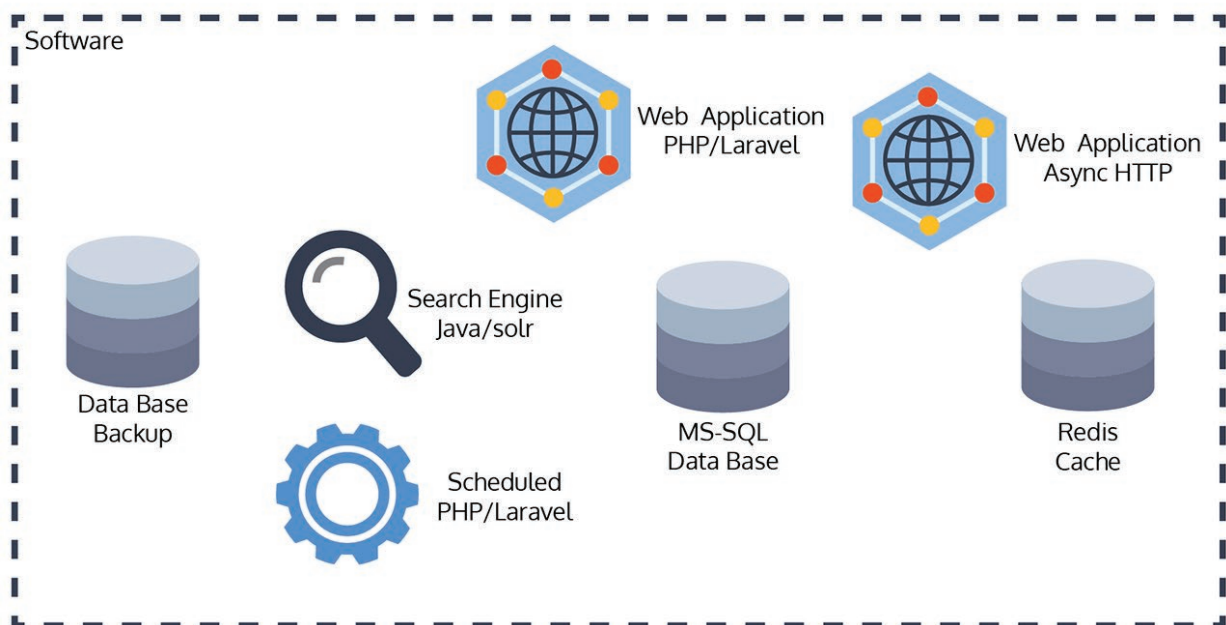 Software
Web Application
PHP/Laravel
Web Application
Async HTTP
Search Engine
Java/solr
Data Base
Backup
MS-SQL
Data Base
Redis
Cache
Scheduled
PHP/Laravel